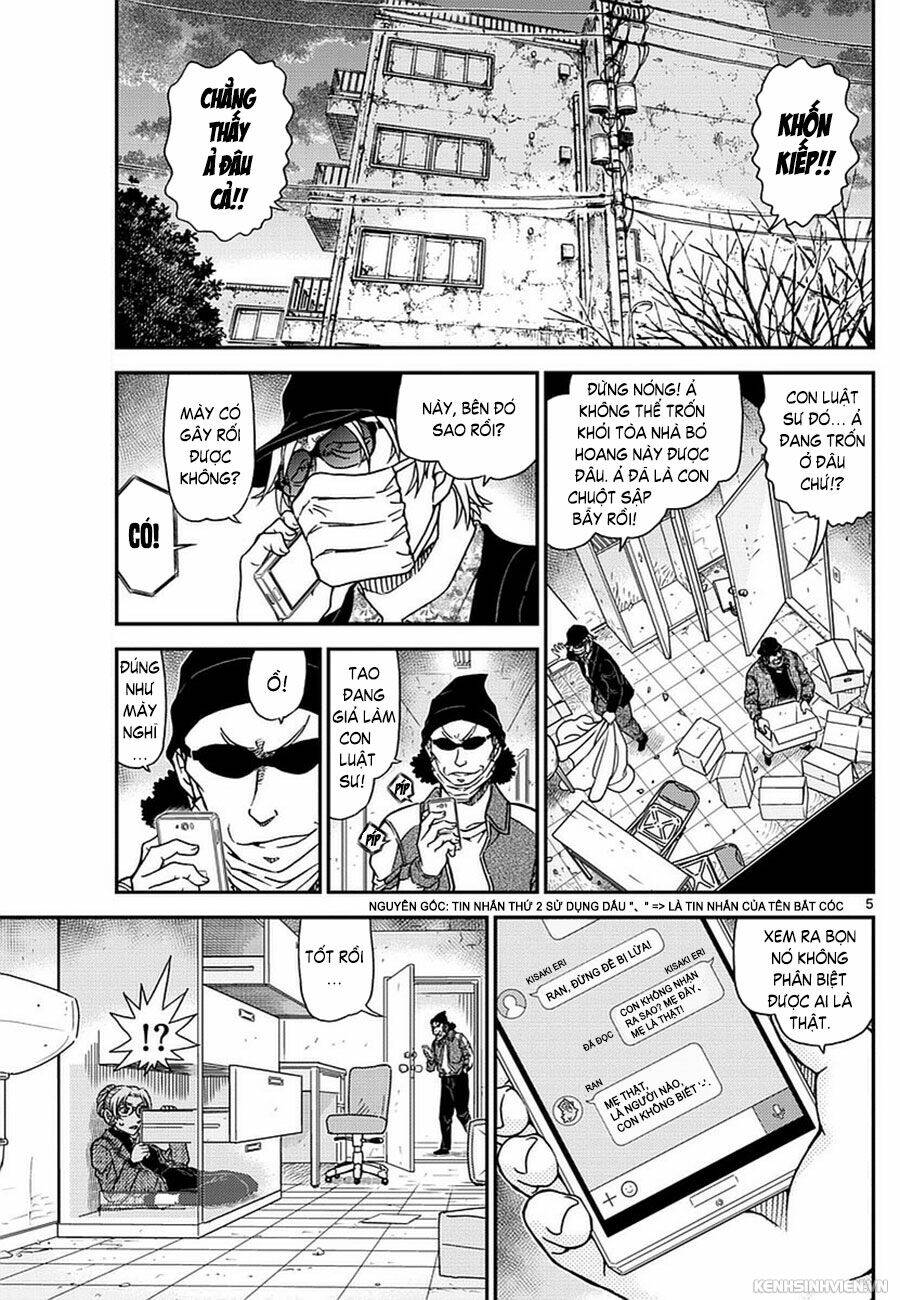 KHỐN
KIẾP!!
CHẲNG
THẤY
Ả ĐÂU
CẢ!!
CON LUẬT
SƯ ĐÓ... Ả
ĐANG TRỐN
Ở ĐÂU
CHỨ!?
ĐỪNG NÓNG! Ả
KHÔNG THỂ TRỐN
KHỎI TÒA NHÀ BỎ
HOANG NÀY ĐƯỢC
ĐÂU. Ả ĐÃ LÀ CON
CHUỘT SẬP
BẪY RỒI!
NÀY, BÊN ĐÓ
SAO RỒI?
MÀY CÓ
GÂY RỐI
ĐƯỢC
KHÔNG?
CÓ!
TAO
ĐANG
GIẢ LÀM
CON
LUẬT
SƯ!
PÍP
PÍP
Ồ!
ĐÚNG
NHƯ
MÀY
NGHĨ
...
NGUYÊN GỐC: TIN NHẮN THỨ 2 SỬ DỤNG DẤU "、" => LÀ TIN NHẮN CỦA TÊN BẮT CÓC
5
XEM RA BỌN
NÓ KHÔNG
PHÂN BIỆT
ĐƯỢC AI LÀ
THẬT.
KISAKI ERI
RAN, ĐỪNG ĐỂ BỊ LỪA!
KISAKI ERI
CON KHÔNG NHẬN
RA SAO? MẸ ĐÂY,
MẸ LÀ THẬT!
ĐÃ ĐỌC
RAN
MẸ THẬT,
LÀ NGƯỜI NÀO,
CON KHÔNG BIẾT
TỐT RỒI
...
!?
KENHSINHVIEN.VN